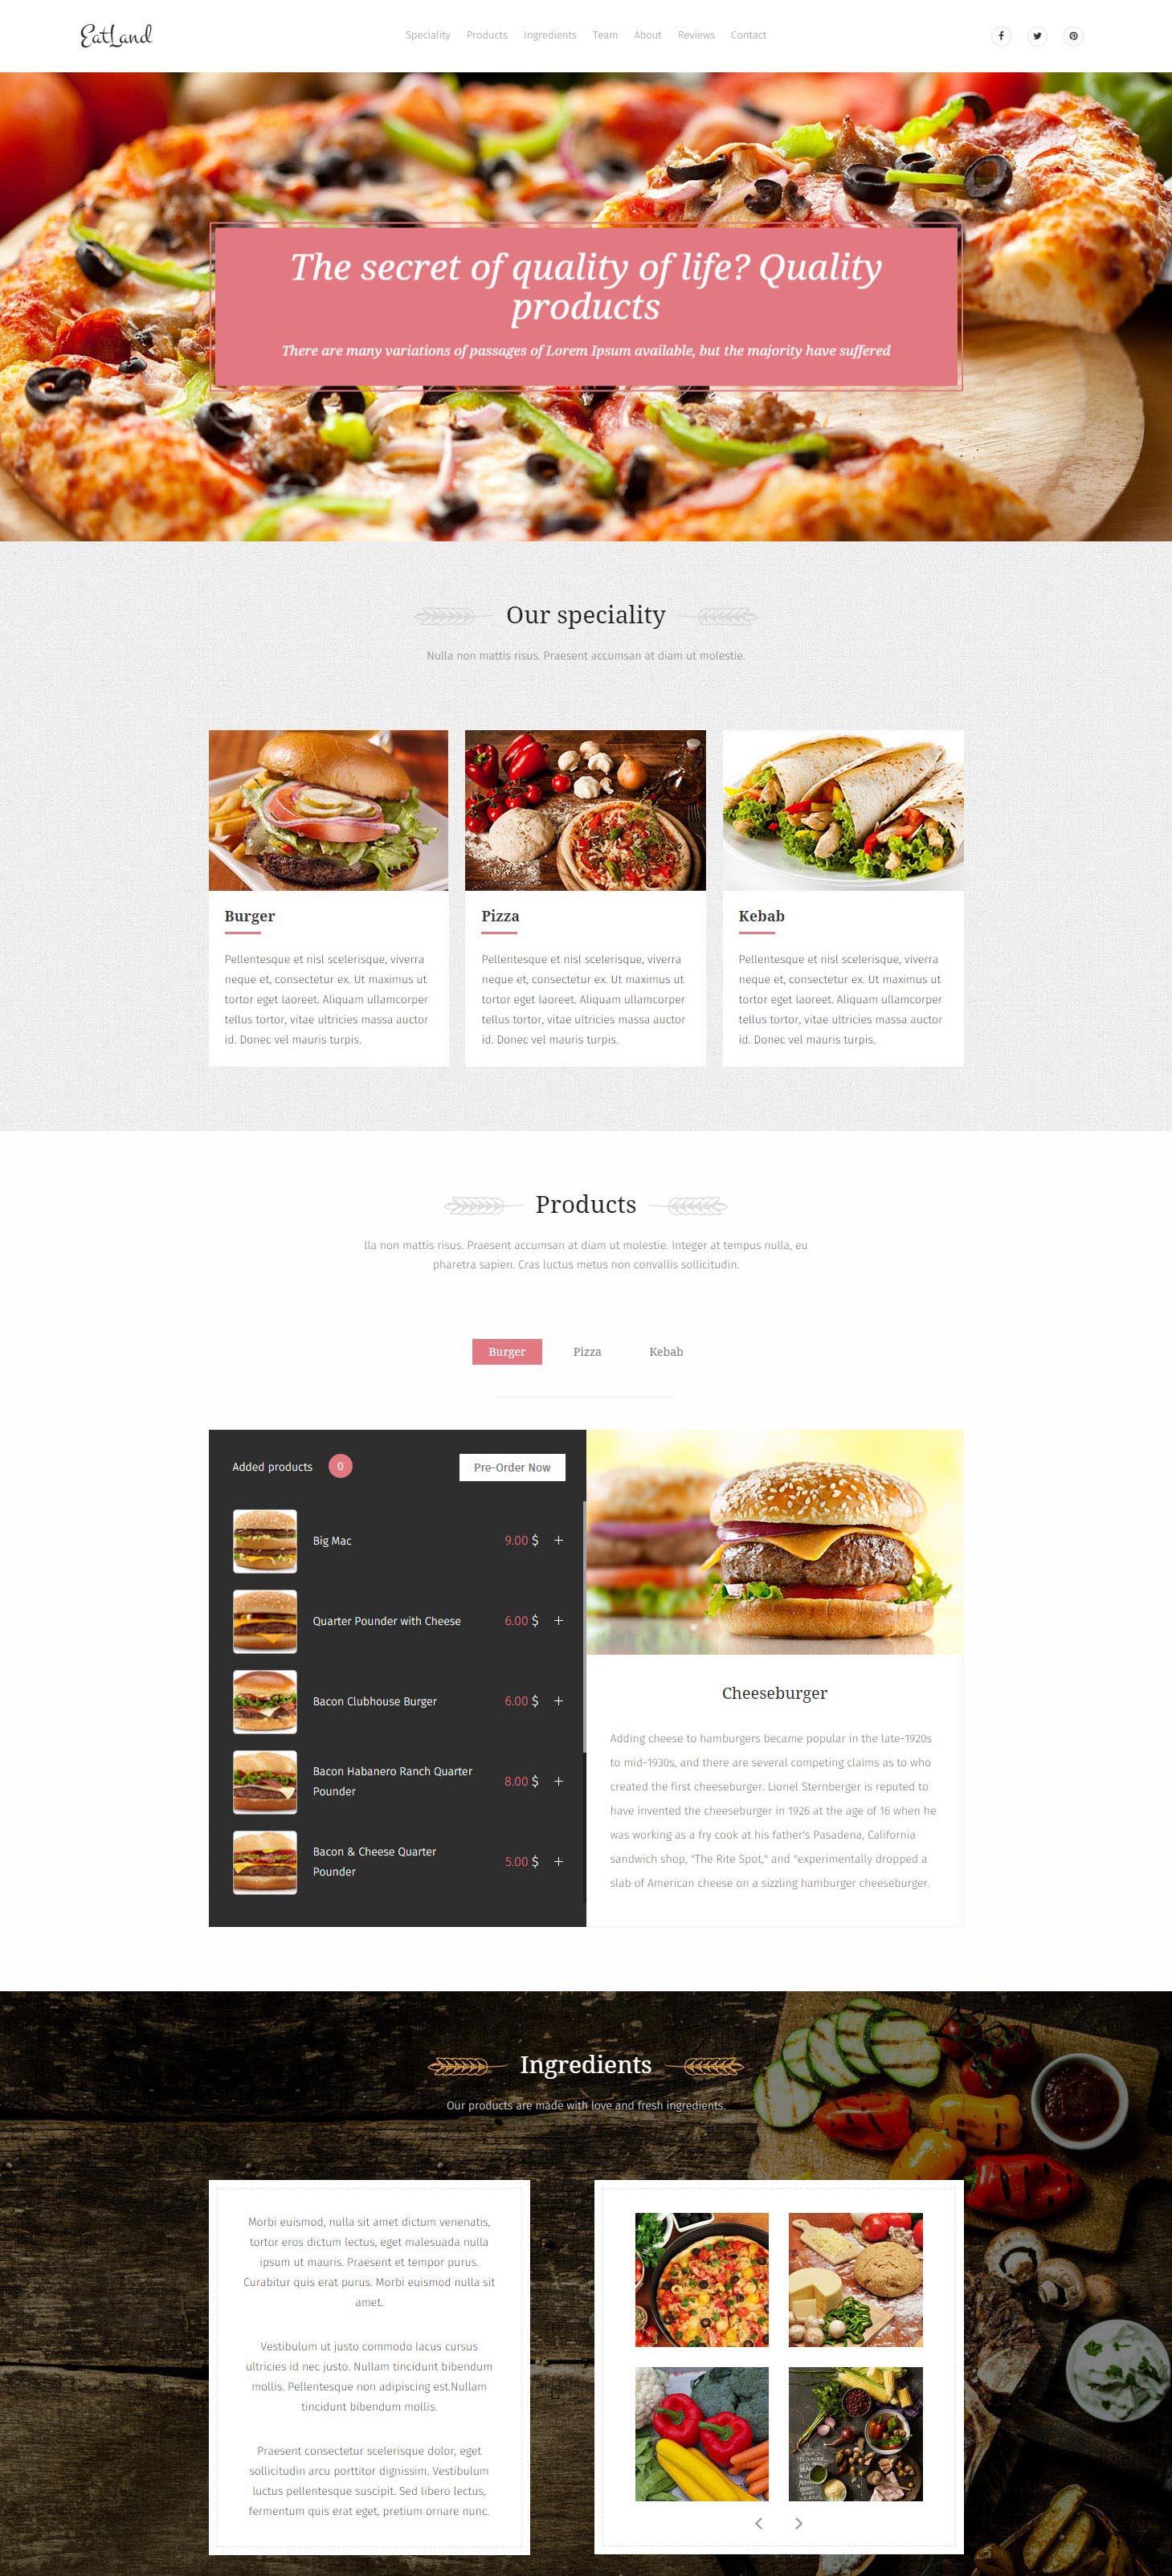 EatLand
Speciality Products Ingredients Team About Reviews Contact
The secret of quality of life? Quality
products
There are many variations of passages of Lorem Ipsum available, but the majority have suffered
Our speciality
Nulla non mattis risus. Praesent accumsan at diam ut molestie.
Burger
Pellentesque et nisl scelerisque, viverra
neque et, consectetur ex. Ut maximus ut
tortor eget laoreet. Aliquam ullamcorper
tellus tortor, vitae ultricies massa auctor
id. Donec vel mauris turpis.
Pizza
Pellentesque et nisl scelerisque, viverra
neque et, consectetur ex. Ut maximus ut
tortor eget laoreet. Aliquam ullamcorper
tellus tortor, vitae ultricies massa auctor
id. Donec vel mauris turpis.
Kebab
Pellentesque et nisl scelerisque, viverra
neque et, consectetur ex. Ut maximus ut
tortor eget laoreet. Aliquam ullamcorper
tellus tortor, vitae ultricies massa auctor
id. Donec vel mauris turpis.
Products
lla non mattis risus. Praesent accumsan at diam ut molestie. Integer at tempus nulla, eu
pharetra sapien. Cras luctus metus non convallis sollicitudin.
Burger Pizza Kebab
Added products 0 Pre-Order Now
Big Mac 9.00 $ +
Quarter Pounder with Cheese 6.00 $ +
Bacon Clubhouse Burger 6.00 $ +
Bacon Habanero Ranch Quarter
Pounder 8.00 $ +
Bacon & Cheese Quarter
Pounder 5.00 $ +
Cheeseburger
Adding cheese to hamburgers became popular in the late-1920s
to mid-1930s, and there are several competing claims as to who
created the first cheeseburger. Lionel Sternberger is reputed to
have invented the cheeseburger in 1926 at the age of 16 when he
was working as a fry cook at his father's Pasadena, California
sandwich shop, "The Rite Spot," and "experimentally dropped a
slab of American cheese on a sizzling hamburger cheeseburger.
Ingredients
Our products are made with love and fresh ingredients.
Morbi euismod, nulla sit amet dictum venenatis,
tortor eros dictum lectus, eget malesuada nulla
ipsum ut mauris. Praesent et tempor purus.
Curabitur quis erat purus. Morbi euismod nulla sit
amet.
Vestibulum ut justo commodo lacus cursus
ultricies id nec justo. Nullam tincidunt bibendum
mollis. Pellentesque non adipiscing est.Nullam
tincidunt bibendum mollis.
Praesent consectetur scelerisque dolor, eget
sollicitudin arcu porttitor dignissim. Vestibulum
luctus pellentesque suscipit. Sed libero lectus,
fermentum quis erat eget, pretium ornare nunc.